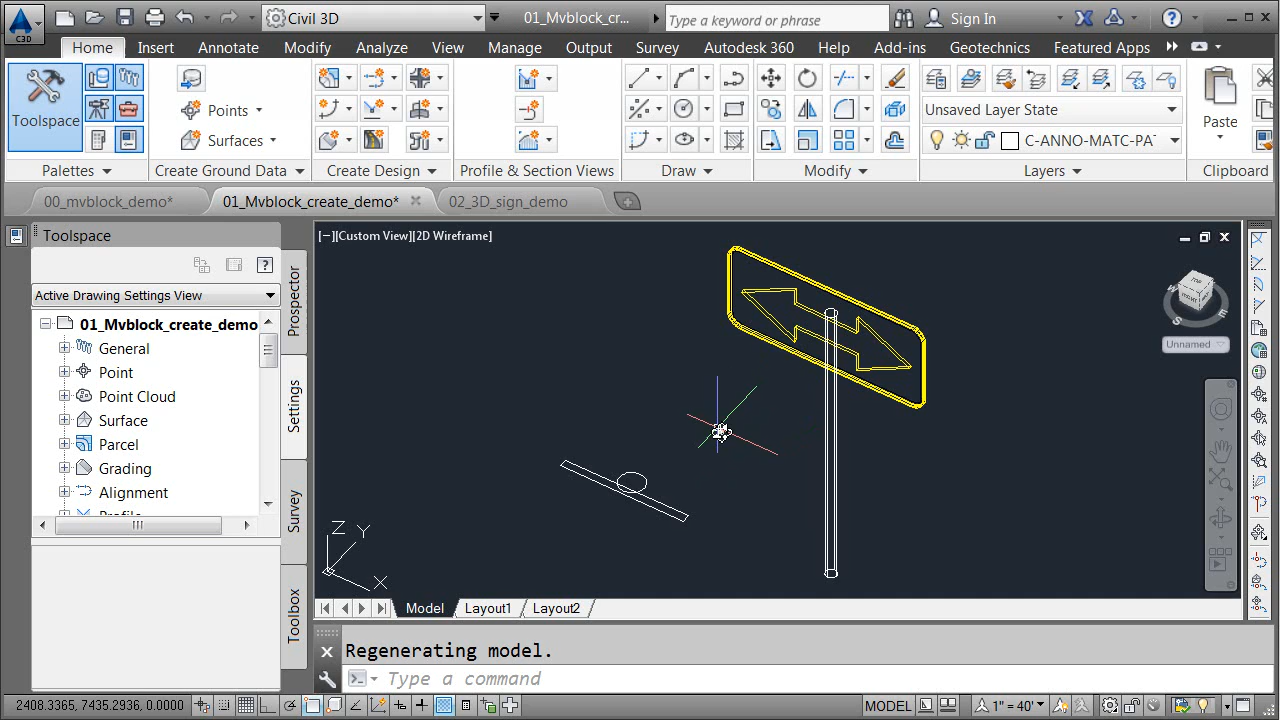 C3D
Civil 3D
01_Mvblock_cr...
Type a keyword or phrase
Sign In
Home Insert Annotate Modify Analyze View Manage Output Survey Autodesk 360 Help Add-ins Geotechnics Featured Apps
Toolspace
Points
Surfaces
Unsaved Layer State
C-ANNO-MATC-PA
Paste
Palettes Create Ground Data Create Design Profile & Section Views Draw Modify Layers Clipboard
00_mvblock_demo* 01_Mvblock_create_demo* 02_3D_sign_demo
Toolspace
Active Drawing Settings View
01_Mvblock_create_demo
General
Point
Point Cloud
Surface
Parcel
Grading
Alignment
Prospector
Settings
Survey
Toolbox
[−][Custom View][2D Wireframe]
TOP
FRONT
W
S
E
Unnamed
Z
Y
X
Model Layout1 Layout2
Regenerating model.
Type a command
2408.3365, 7435.2936, 0.0000
MODEL
1" = 40'